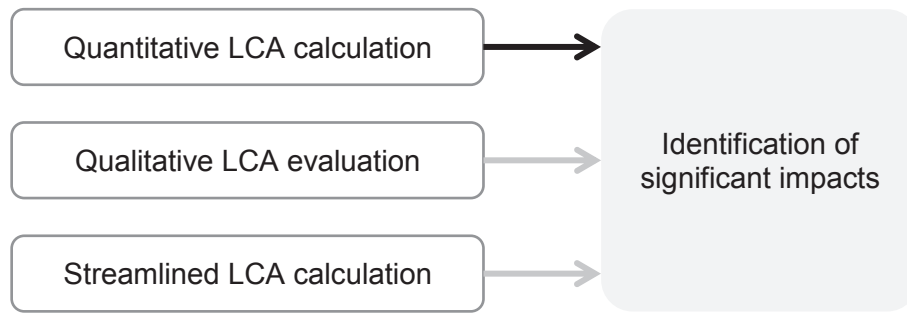 Quantitative LCA calculation
Qualitative LCA evaluation
Streamlined LCA calculation
Identification of
significant impacts